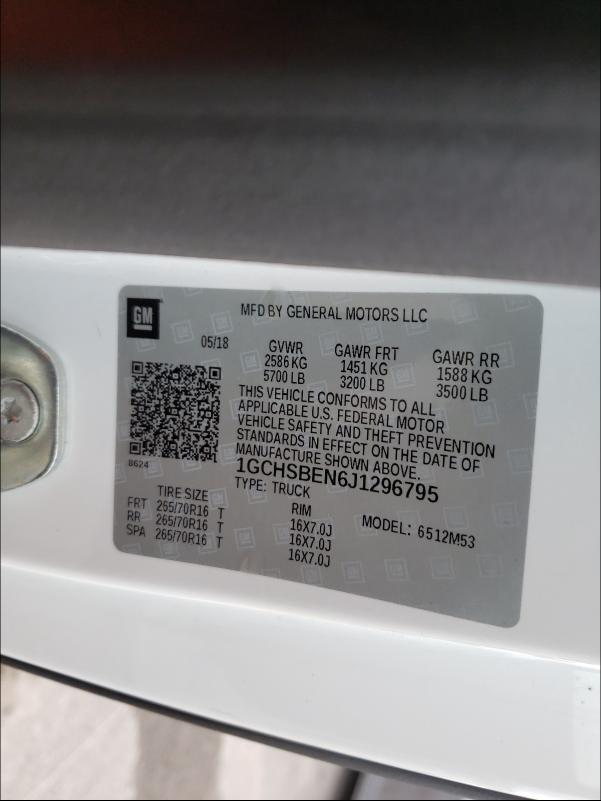 GM
MFD BY GENERAL MOTORS LLC
05/18
GVWR GAWR FRT GAWR RR
2586 KG 1451 KG 1588 KG
5700 LB 3200 LB 3500 LB
THIS VEHICLE CONFORMS TO ALL
APPLICABLE U.S. FEDERAL MOTOR
VEHICLE SAFETY AND THEFT PREVENTION
STANDARDS IN EFFECT ON THE DATE OF
MANUFACTURE SHOWN ABOVE.
8624
1GCHSBEN6J1296795
TYPE: TRUCK
TIRE SIZE RIM
FRT 265/70R16 T 16X7.0J
RR 265/70R16 T 16X7.0J
SPA 265/70R16 T 16X7.0J
MODEL: 6512M53